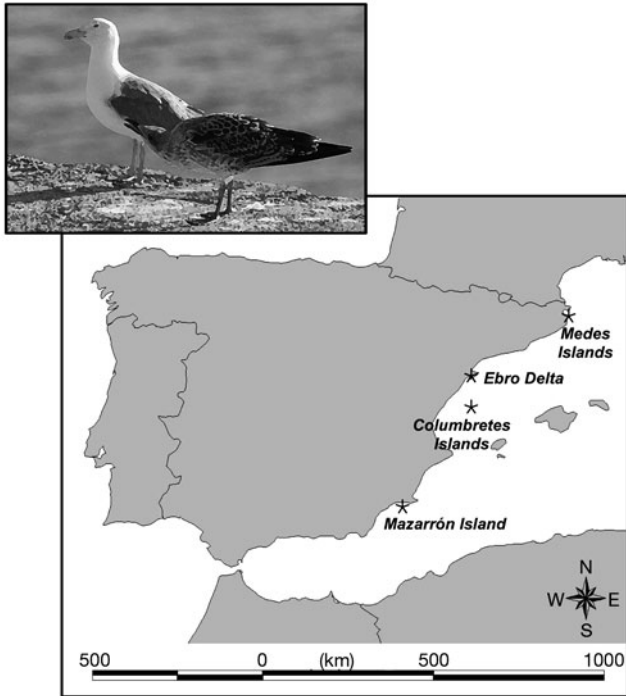 Medes
Islands
Ebro Delta
Columbretes
Islands
Mazarrón Island
N
W E
S
500 0 (km) 500 1000